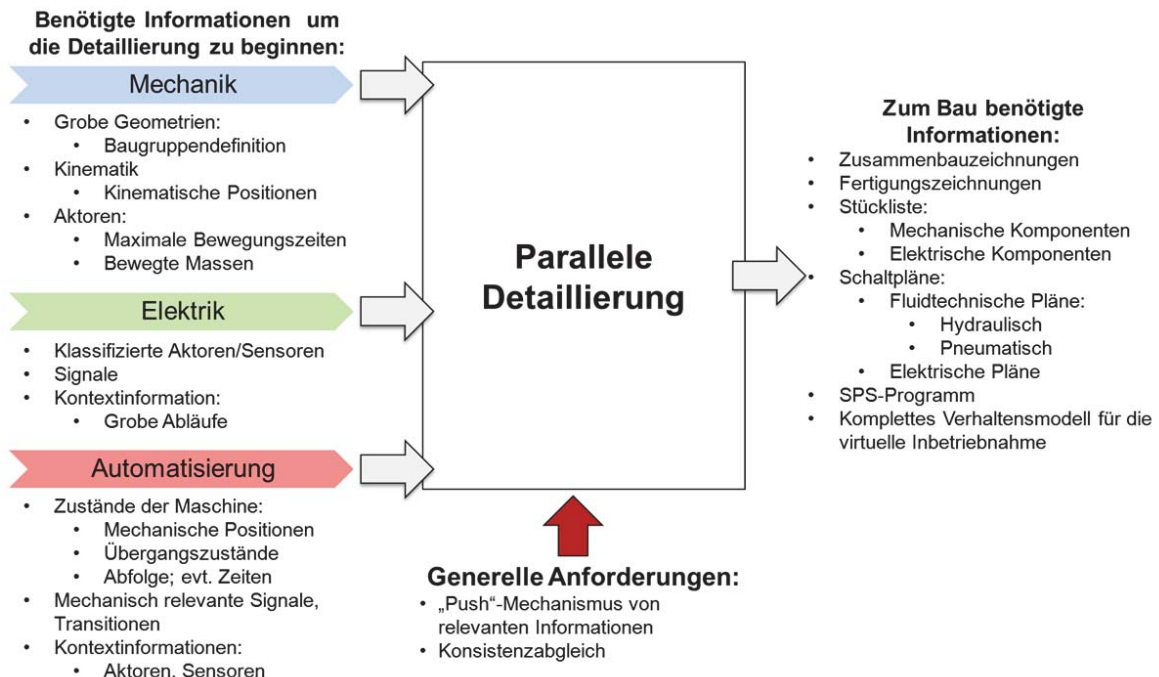 Benötigte Informationen um
die Detaillierung zu beginnen:
Mechanik
• Grobe Geometrien:
• Baugruppendefinition
• Kinematik
• Kinematische Positionen
• Aktoren:
• Maximale Bewegungszeiten
• Bewegte Massen
Elektrik
• Klassifizierte Aktoren/Sensoren
• Signale
• Kontextinformation:
• Grobe Abläufe
Automatisierung
• Zustände der Maschine:
• Mechanische Positionen
• Übergangszustände
• Abfolge; evt. Zeiten
• Mechanisch relevante Signale,
Transitionen
• Kontextinformationen:
• Aktoren, Sensoren
Parallele
Detaillierung
Generelle Anforderungen:
• „Push“-Mechanismus von
relevanten Informationen
• Konsistenzabgleich
Zum Bau benötigte
Informationen:
• Zusammenbauzeichnungen
• Fertigungszeichnungen
• Stückliste:
• Mechanische Komponenten
• Elektrische Komponenten
• Schaltpläne:
• Fluidtechnische Pläne:
• Hydraulisch
• Pneumatisch
• Elektrische Pläne
• SPS-Programm
• Komplettes Verhaltensmodell für die
virtuelle Inbetriebnahme